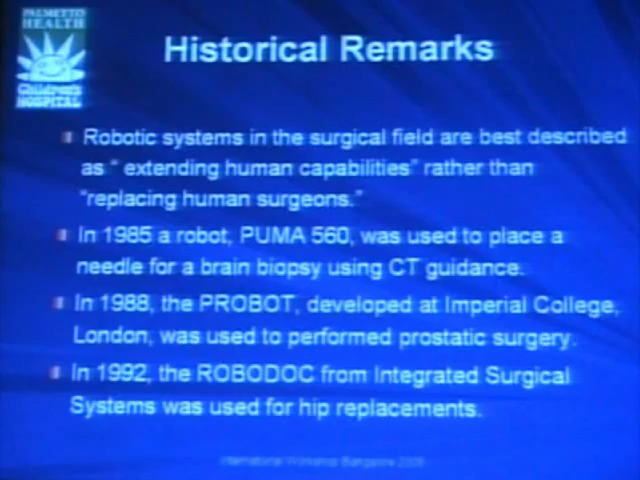 PALMETTO
HEALTH
Children's
HOSPITAL
Historical Remarks
Robotic systems in the surgical field are best described
as “ extending human capabilities” rather than
“replacing human surgeons.”
In 1985 a robot, PUMA 560, was used to place a
needle for a brain biopsy using CT guidance.
In 1988, the PROBOT, developed at Imperial College,
London, was used to performed prostatic surgery.
In 1992, the ROBODOC from Integrated Surgical
Systems was used for hip replacements.
International Workshop Bangalore